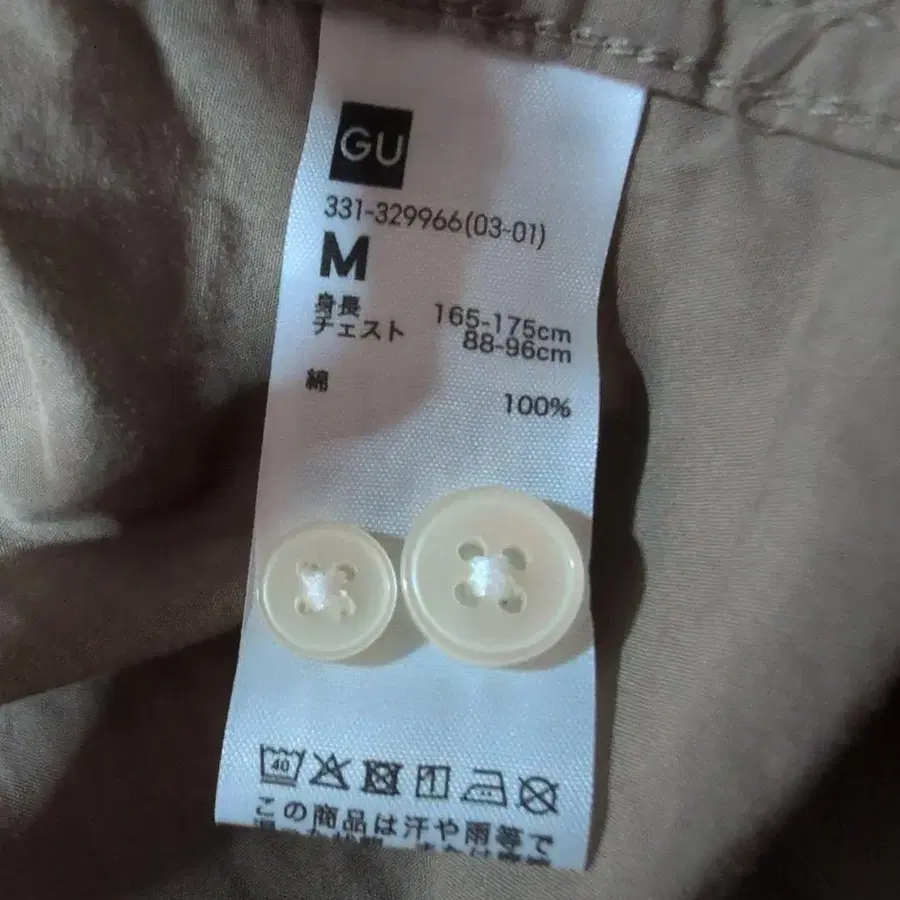 GU
331-329966(03-01)
M
身長 165-175cm
チェスト 88-96cm
綿 100%
40
この商品は汗や雨等で